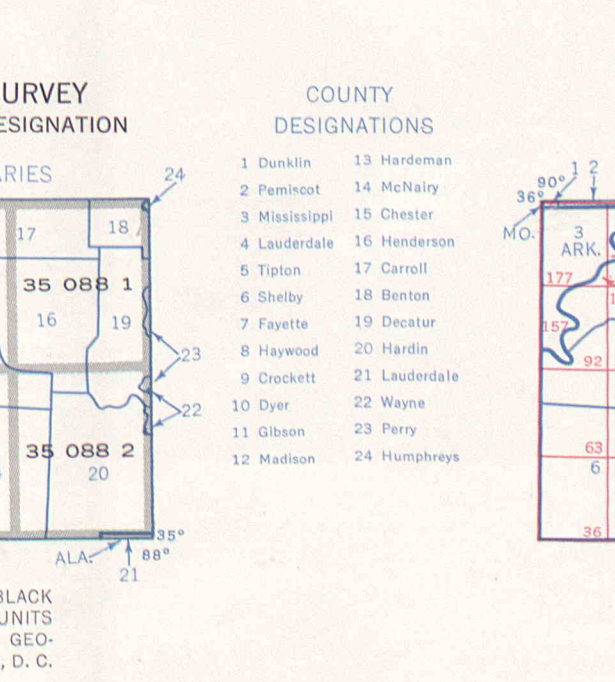 URVEY
ESIGNATION
ARIES
24
17
18
35 088 1
16
19
23
22
35 088 2
20
35°
ALA.
88°
21
BLACK
UNITS
GEO-
, D. C.
COUNTY
DESIGNATIONS
1 Dunklin
2 Pemiscot
3 Mississippi
4 Lauderdale
5 Tipton
6 Shelby
7 Fayette
8 Haywood
9 Crockett
10 Dyer
11 Gibson
12 Madison
13 Hardeman
14 McNairy
15 Chester
16 Henderson
17 Carroll
18 Benton
19 Decatur
20 Hardin
21 Lauderdale
22 Wayne
23 Perry
24 Humphreys
1 2
90°
36°
MO.
3
ARK.
177
1
157
92
63
6
36